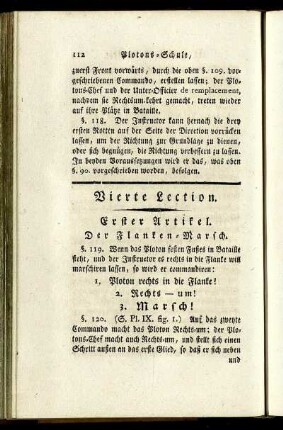 112 Plotons-Schule,
zuerst Front vorwärts, durch die oben §. 109. vor-
geschriebenen Commando, erstellen lassen; der Plo-
tons-Chef und der Unter-Officier de remplacement,
nachdem sie Rechtsum-kehrt gemacht, tretten wieder
auf ihre Plätze in Bataille.
§. 118. Der Instructor kann hernach die drey
ersten Rotten auf der Seite der Direction vorrücken
lassen, um der Richtung zur Grundlage zu dienen,
oder sich begnügen, die Richtung verbessern zu lassen.
In beyden Voraussetzungen wird er das, was oben
§. 90. vorgeschrieben worden, befolgen.
Vierte Lection.
Erster Artikel.
Der Flanken-Marsch.
§. 119. Wenn das Ploton festen Fußes in Bataille
steht, und der Instructor es rechts in die Flanke will
marschiren lassen, so wird er commandiren:
1. Ploton rechts in die Flanke!
2. Rechts — um!
3. Marsch!
§. 120. (S. Pl. IX. fig. 1.) Auf das zweyte
Commando macht das Ploton Rechts-um; der Plo-
tons-Chef macht auch Rechts-um, und stellt sich einen
Schritt außen an das erste Glied, so daß er sich neben
und